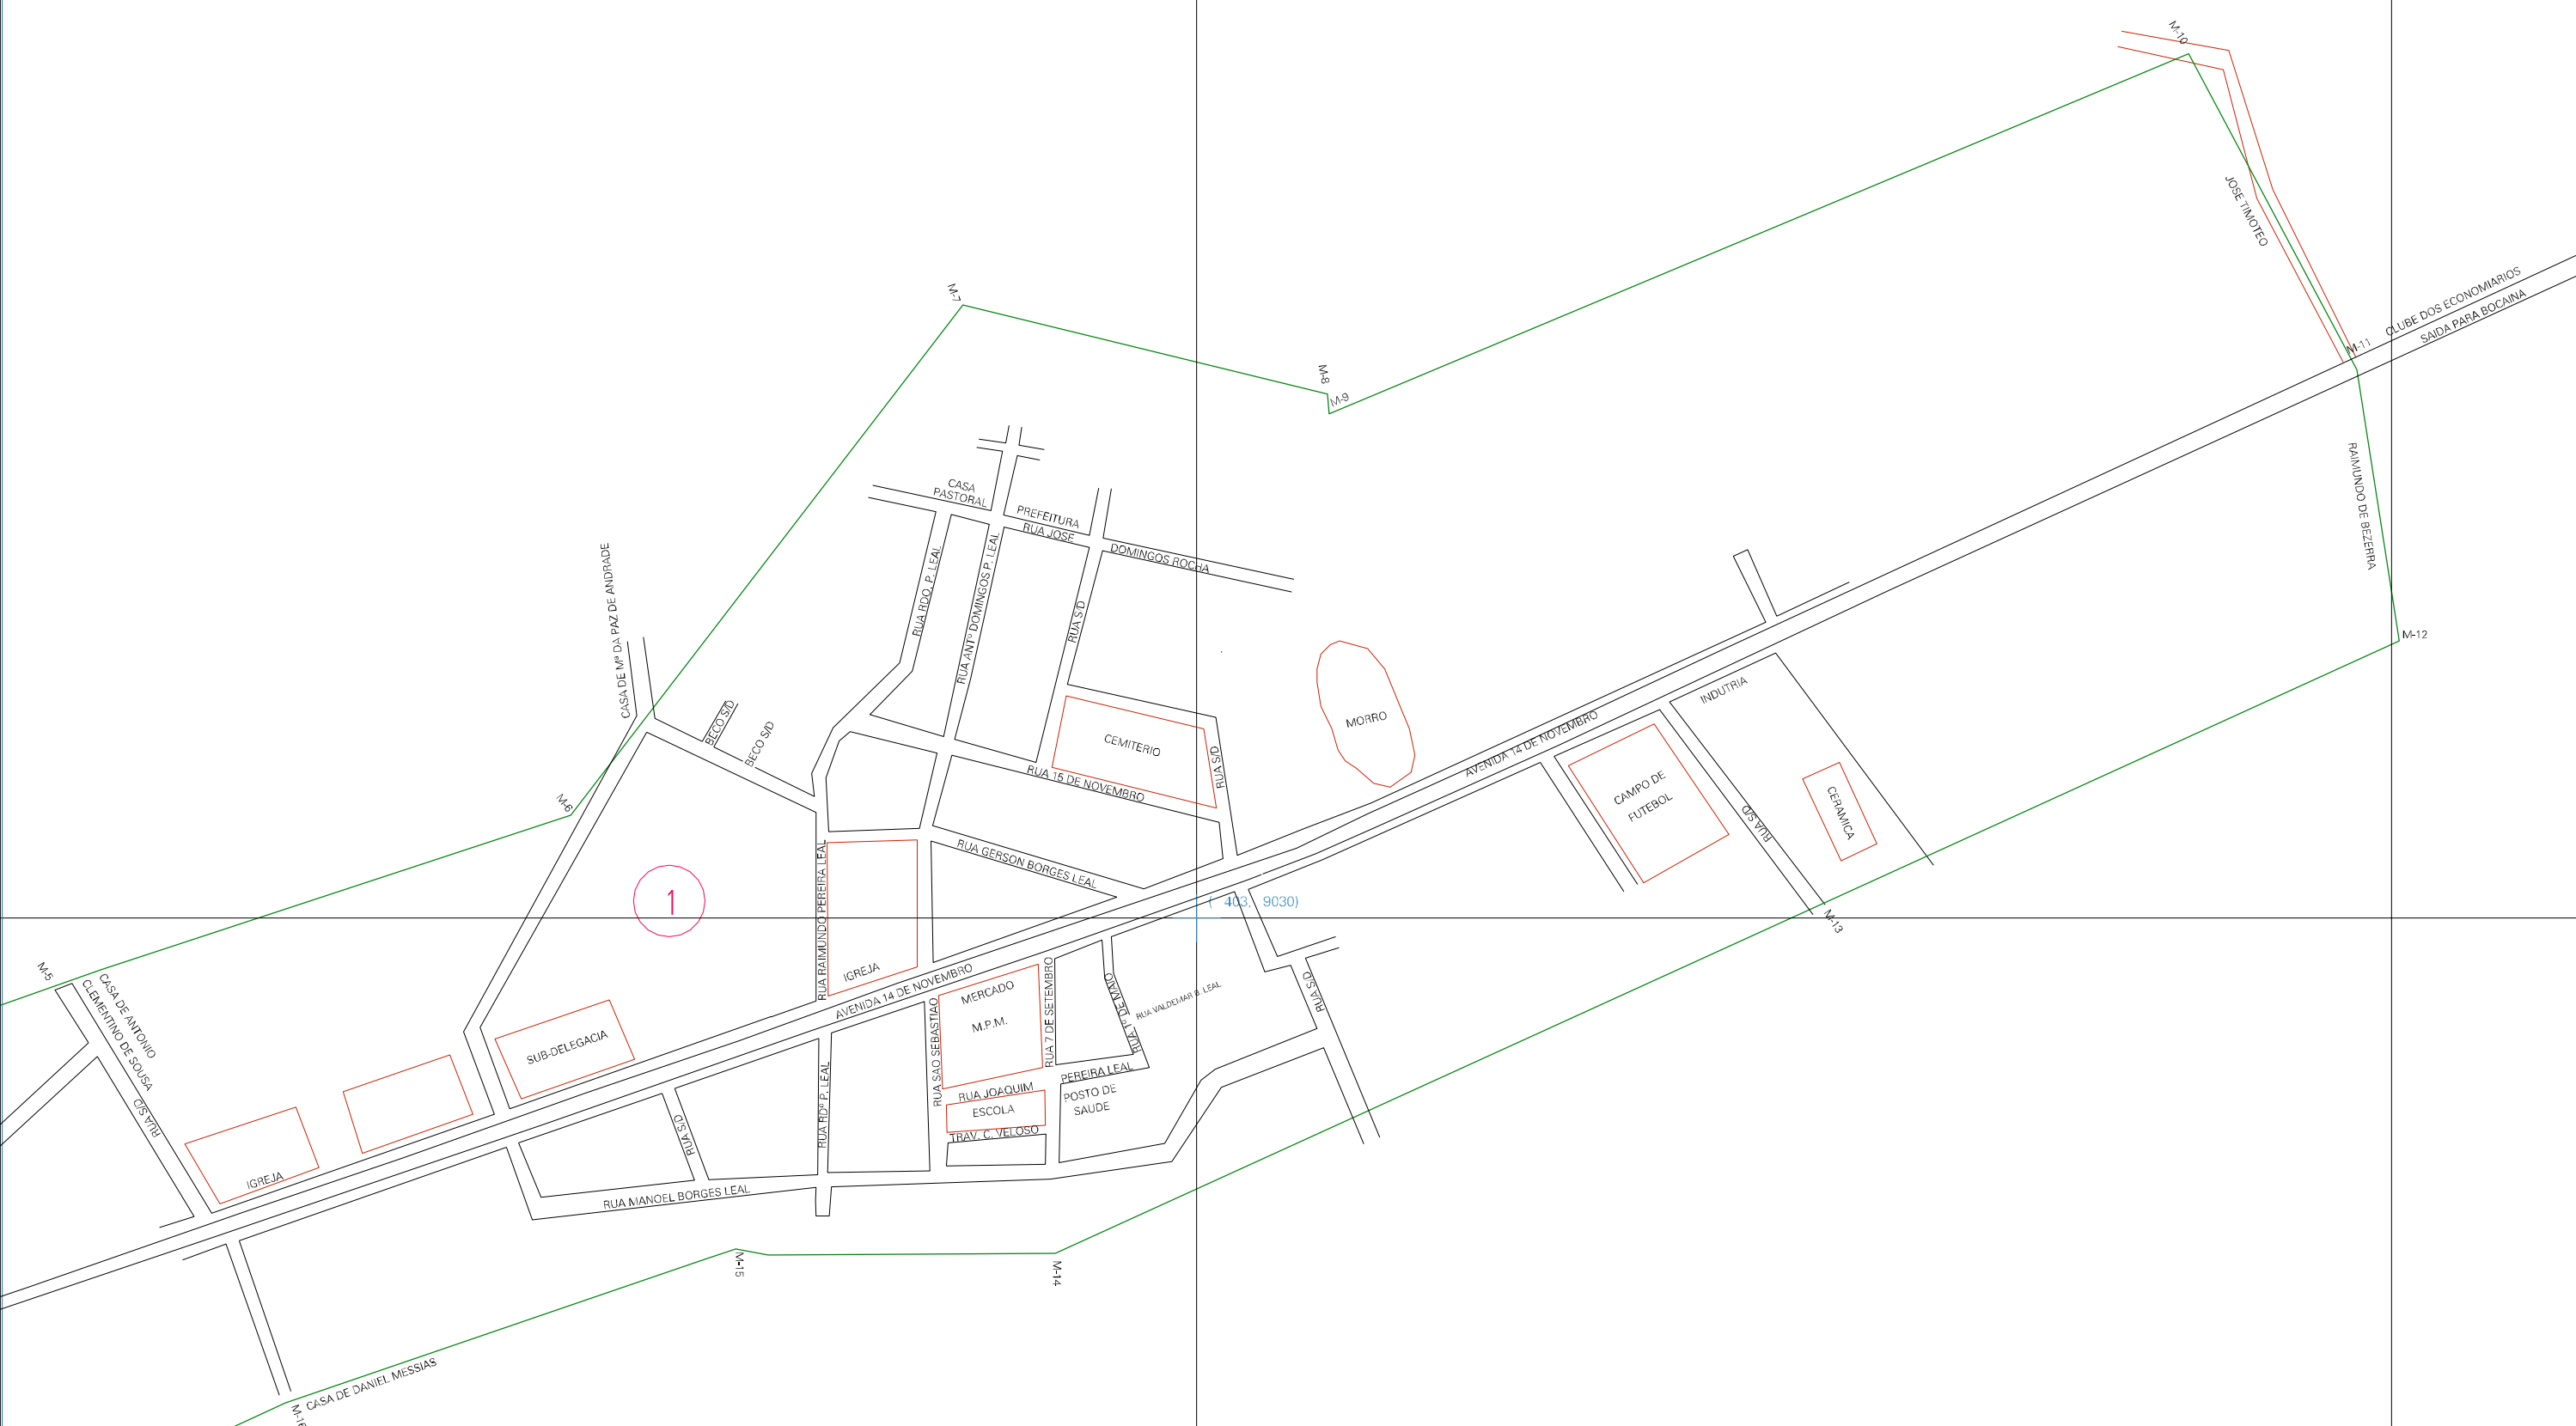 M-10
JOSE TIMOTEO
CLUBE DOS ECONOMIARIOS
SAIDA PARA BOCAINA
M-11
M-7
M-8
M-9
RAIMUNDO DE BEZERRA
M-12
CASA
PASTORAL
PREFEITURA
RUA JOSE
DOMINGOS ROCHA
RUA RDO. P. LEAL
RUA ANTº DOMINGOS P. LEAL
RUA S/D
CASA DE Mª DA PAZ DE ANDRADE
BECO S/D
BECO S/D
CEMITERIO
RUA S/D
RUA 15 DE NOVEMBRO
MORRO
AVENIDA 14 DE NOVEMBRO
INDUTRIA
CAMPO DE
FUTEBOL
RUA S/D
CERAMICA
M-6
RUA GERSON BORGES LEAL
RUA RAIMUNDO PEREIRA LEAL
1
( 403, 9030)
M-13
M-5
CASA DE ANTONIO
CLEMENTINO DE SOUSA
RUA S/D
IGREJA
AVENIDA 14 DE NOVEMBRO
MERCADO
M.P.M.
RUA SAO SEBASTIAO
RUA 7 DE SETEMBRO
RUA 1º DE MAIO
RUA VALDEMAR B. LEAL
RUA S/D
SUB-DELEGACIA
PEREIRA LEAL
RUA JOAQUIM
POSTO DE
SAUDE
ESCOLA
TRAV. C. VELOSO
RUA RDº P. LEAL
RUA S/D
IGREJA
RUA MANOEL BORGES LEAL
M-15
M-14
CASA DE DANIEL MESSIAS
M-16